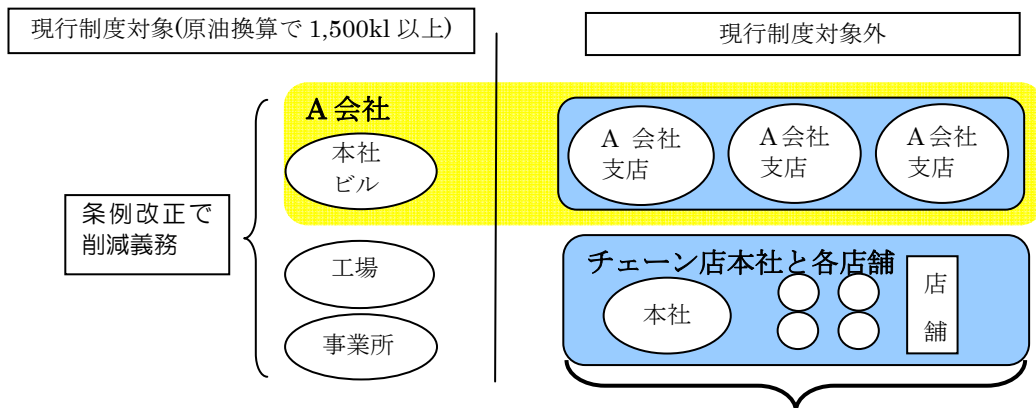 現行制度対象(原油換算で 1,500kl 以上)
現行制度対象外
A 会社
本社
ビル
A 会社
支店
A 会社
支店
A 会社
支店
条例改正で
削減義務
工場
事業所
チェーン店本社と各店舗
本社
店
舗